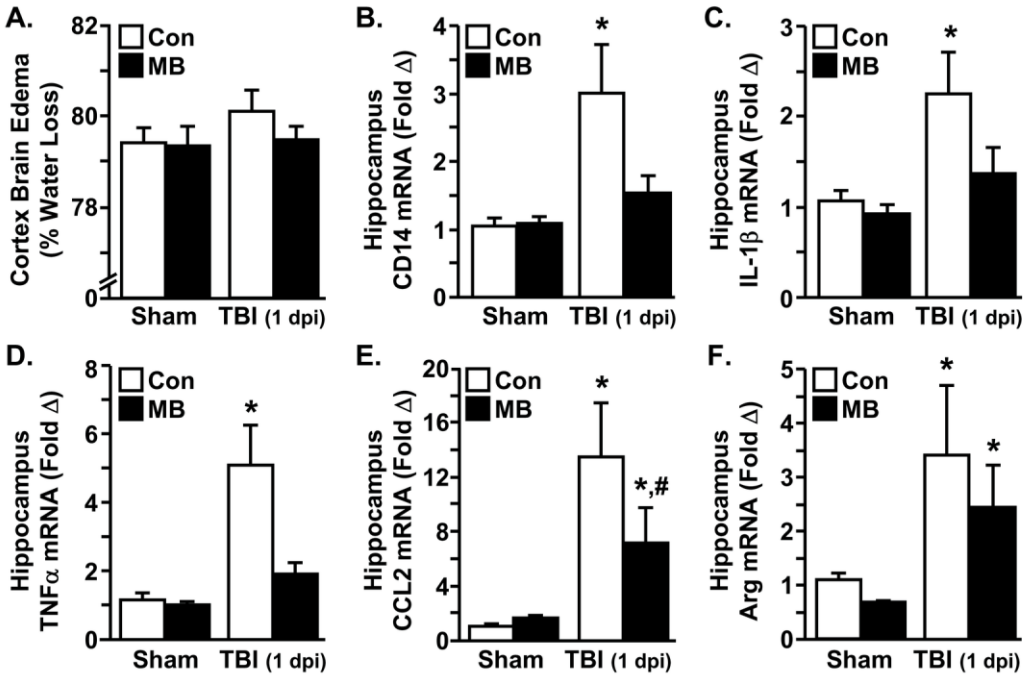 A.
Cortex Brain Edema
(% Water Loss)
82
80
78
0
Con
MB
Sham
TBI (1 dpi)
B.
Hippocampus
CD14 mRNA (Fold Δ)
4
3
2
1
0
Con
MB
*
Sham
TBI (1 dpi)
C.
Hippocampus
IL-1β mRNA (Fold Δ)
3
2
1
0
Con
MB
*
Sham
TBI (1 dpi)
D.
Hippocampus
TNFα mRNA (Fold Δ)
8
6
4
2
0
Con
MB
*
Sham
TBI (1 dpi)
E.
Hippocampus
CCL2 mRNA (Fold Δ)
20
16
12
8
4
0
Con
MB
*
*,#
Sham
TBI (1 dpi)
F.
Hippocampus
Arg mRNA (Fold Δ)
5
4
3
2
1
0
Con
MB
*
*
Sham
TBI (1 dpi)